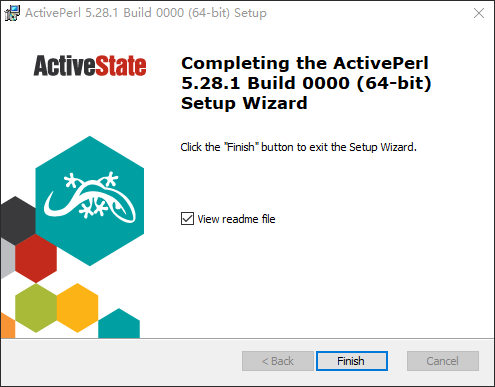 ActivePerl 5.28.1 Build 0000 (64-bit) Setup
ActiveState
Completing the ActivePerl
5.28.1 Build 0000 (64-bit)
Setup Wizard
Click the "Finish" button to exit the Setup Wizard.
View readme file
< Back
Finish
Cancel